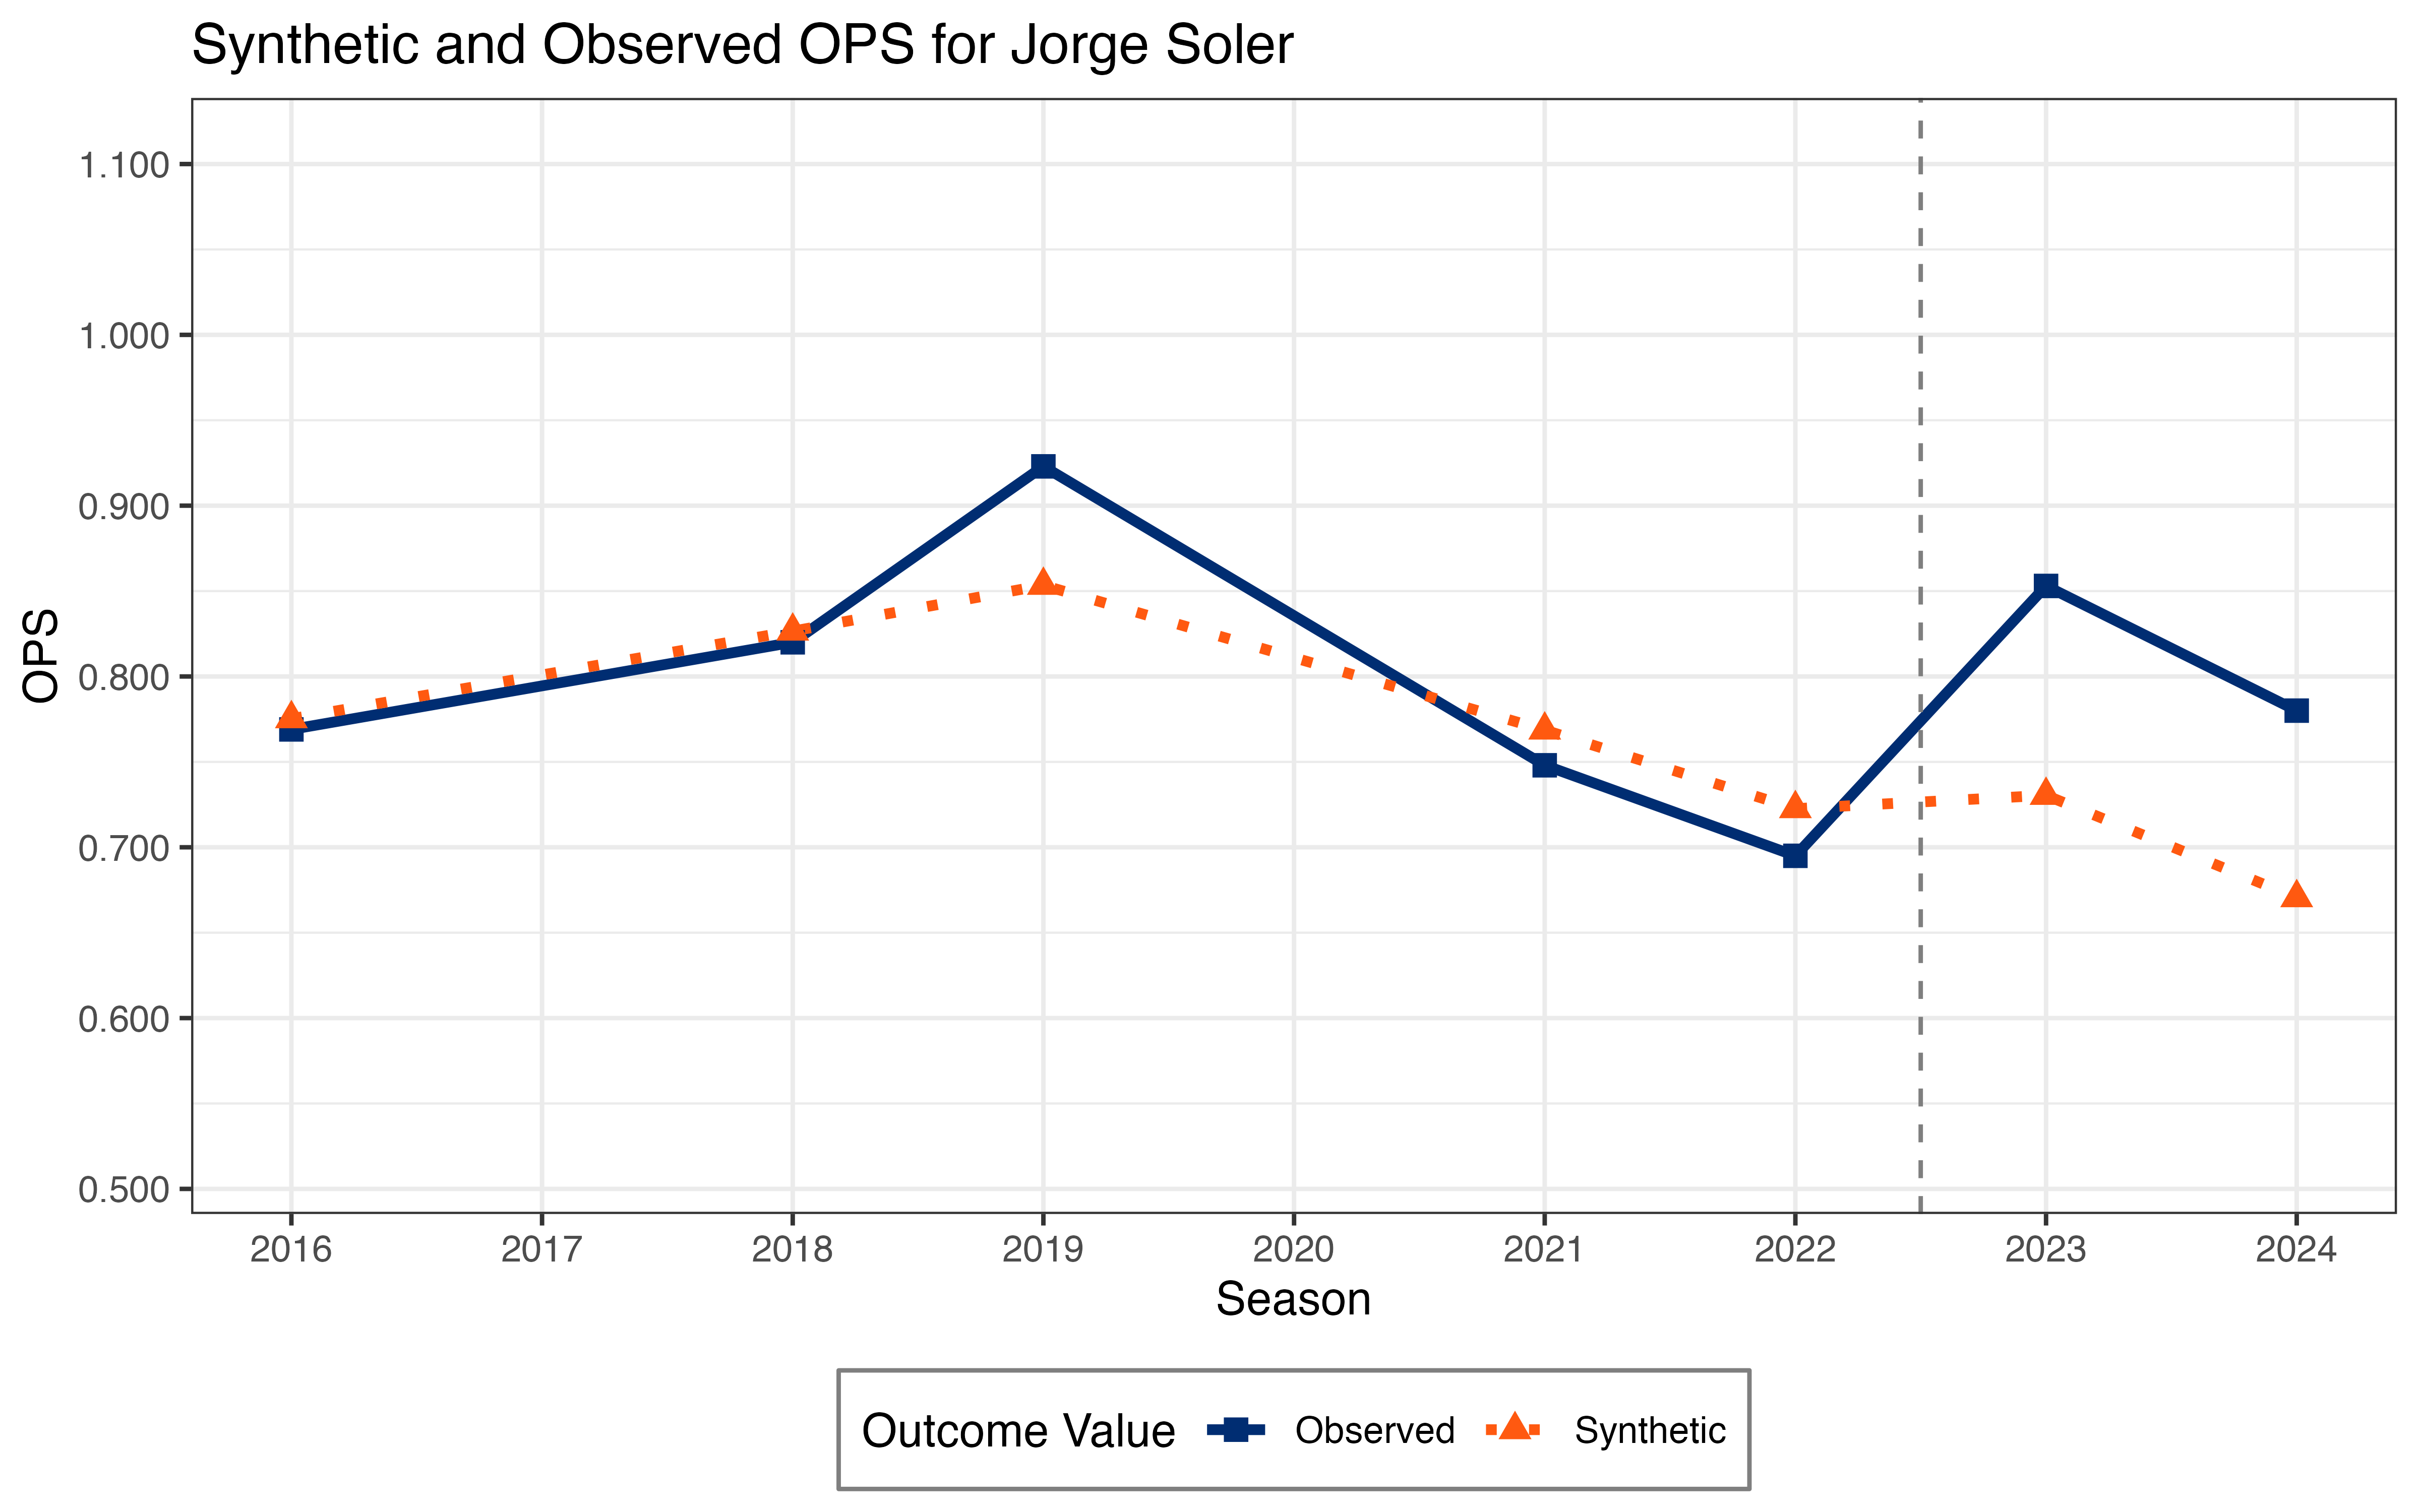 Synthetic and Observed OPS for Jorge Soler
1.100
1.000
0.900
0.800
0.700
0.600
0.500
OPS
2016 2017 2018 2019 2020 2021 2022 2023 2024
Season
Outcome Value Observed Synthetic